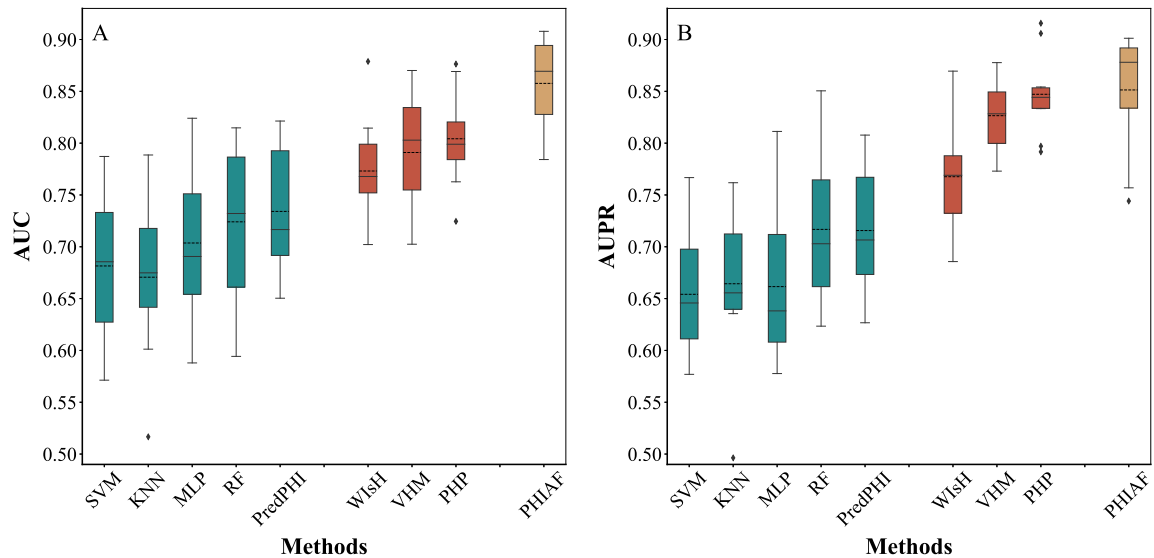 A
AUC
0.90
0.85
0.80
0.75
0.70
0.65
0.60
0.55
0.50
SVM
KNN
MLP
RF
PredPHI
WIsH
VHM
PHP
PHIAF
Methods
B
AUPR
0.90
0.85
0.80
0.75
0.70
0.65
0.60
0.55
0.50
SVM
KNN
MLP
RF
PredPHI
WIsH
VHM
PHP
PHIAF
Methods